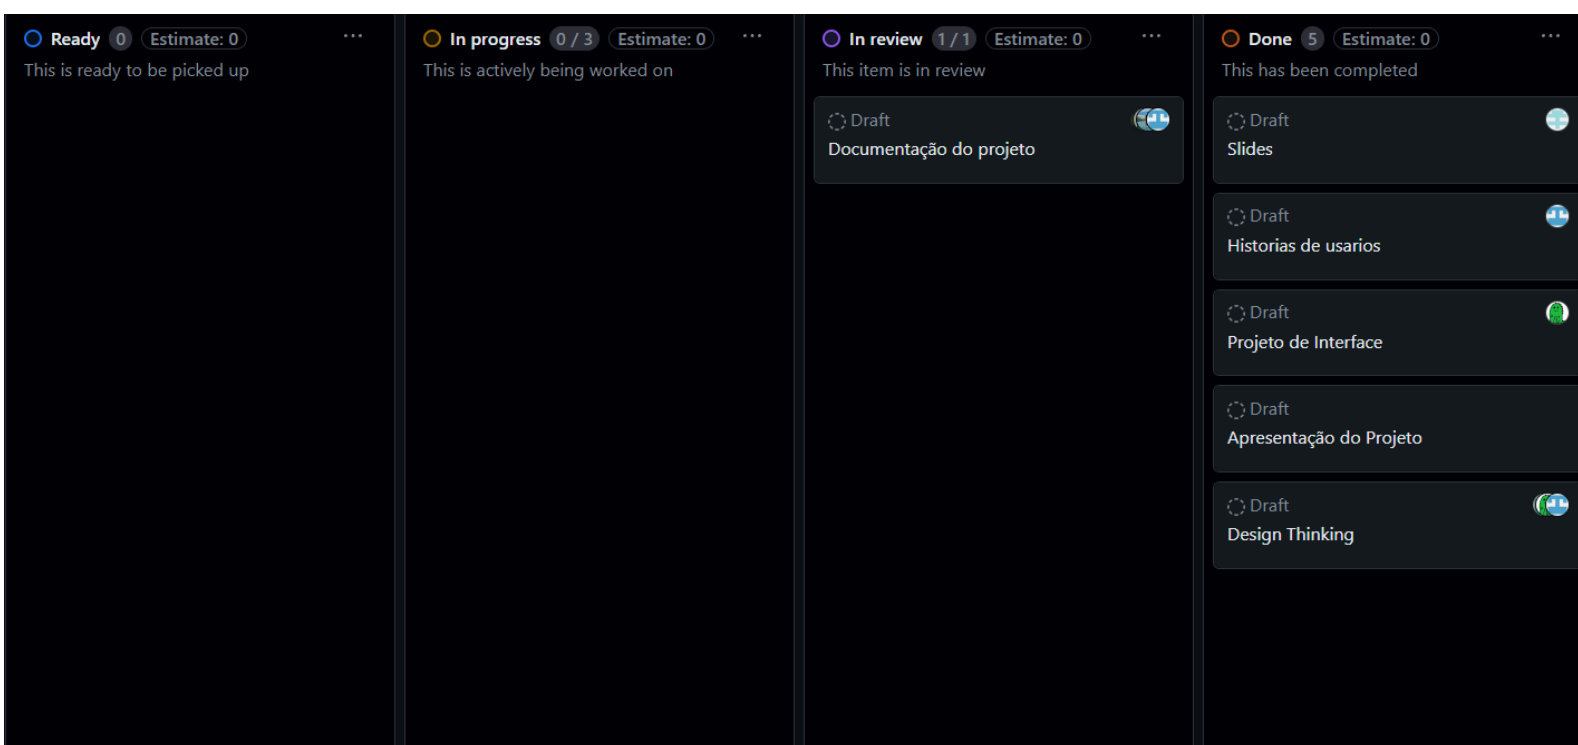 Ready 0 Estimate: 0
This is ready to be picked up
In progress 0 / 3 Estimate: 0
This is actively being worked on
In review 1 / 1 Estimate: 0
This item is in review
Draft
Documentação do projeto
Done 5 Estimate: 0
This has been completed
Draft
Slides
Draft
Historias de usarios
Draft
Projeto de Interface
Draft
Apresentação do Projeto
Draft
Design Thinking